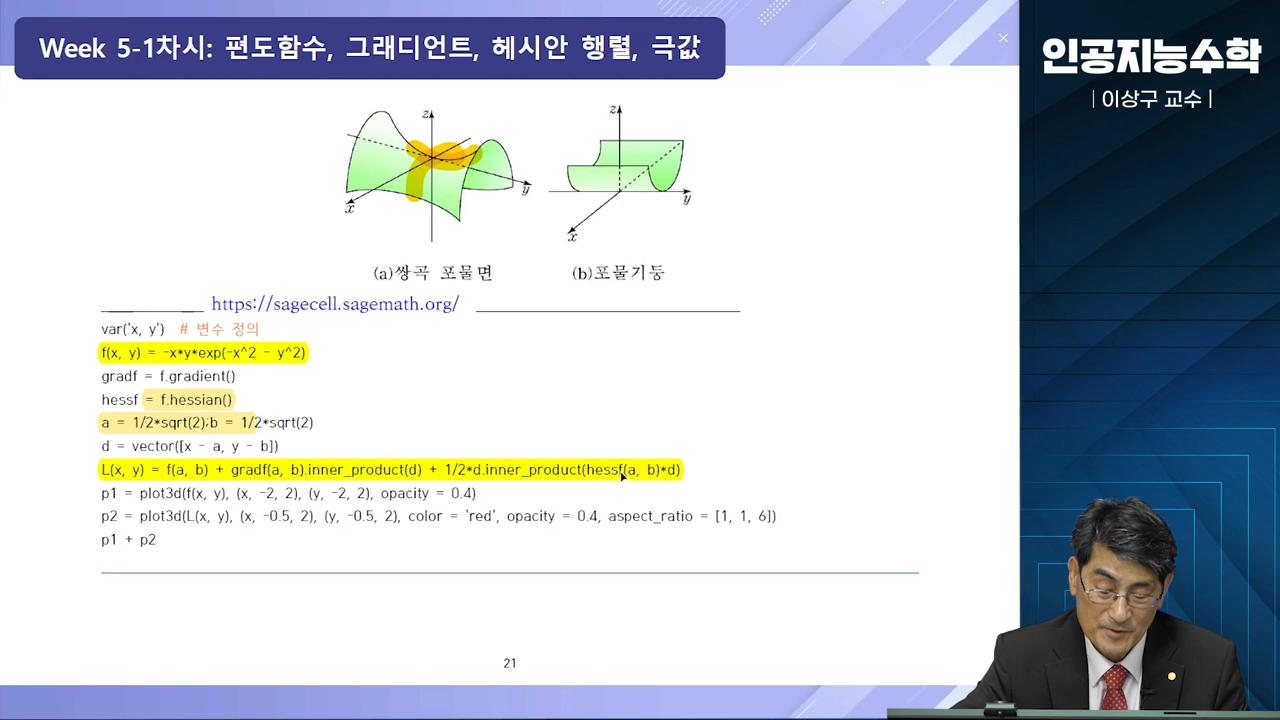 Week 5-1차시: 편도함수, 그래디언트, 헤시안 행렬, 극값
인공지능수학
| 이상구 교수 |
z
y
x
z
y
x
(a)쌍곡 포물면
(b)포물기둥
https://sagecell.sagemath.org/
var('x, y') # 변수 정의
f(x, y) = -x*y*exp(-x^2 - y^2)
gradf = f.gradient()
hessf = f.hessian()
a = 1/2*sqrt(2);b = 1/2*sqrt(2)
d = vector([x - a, y - b])
L(x, y) = f(a, b) + gradf(a, b).inner_product(d) + 1/2*d.inner_product(hessf(a, b)*d)
p1 = plot3d(f(x, y), (x, -2, 2), (y, -2, 2), opacity = 0.4)
p2 = plot3d(L(x, y), (x, -0.5, 2), (y, -0.5, 2), color = 'red', opacity = 0.4, aspect_ratio = [1, 1, 6])
p1 + p2
21